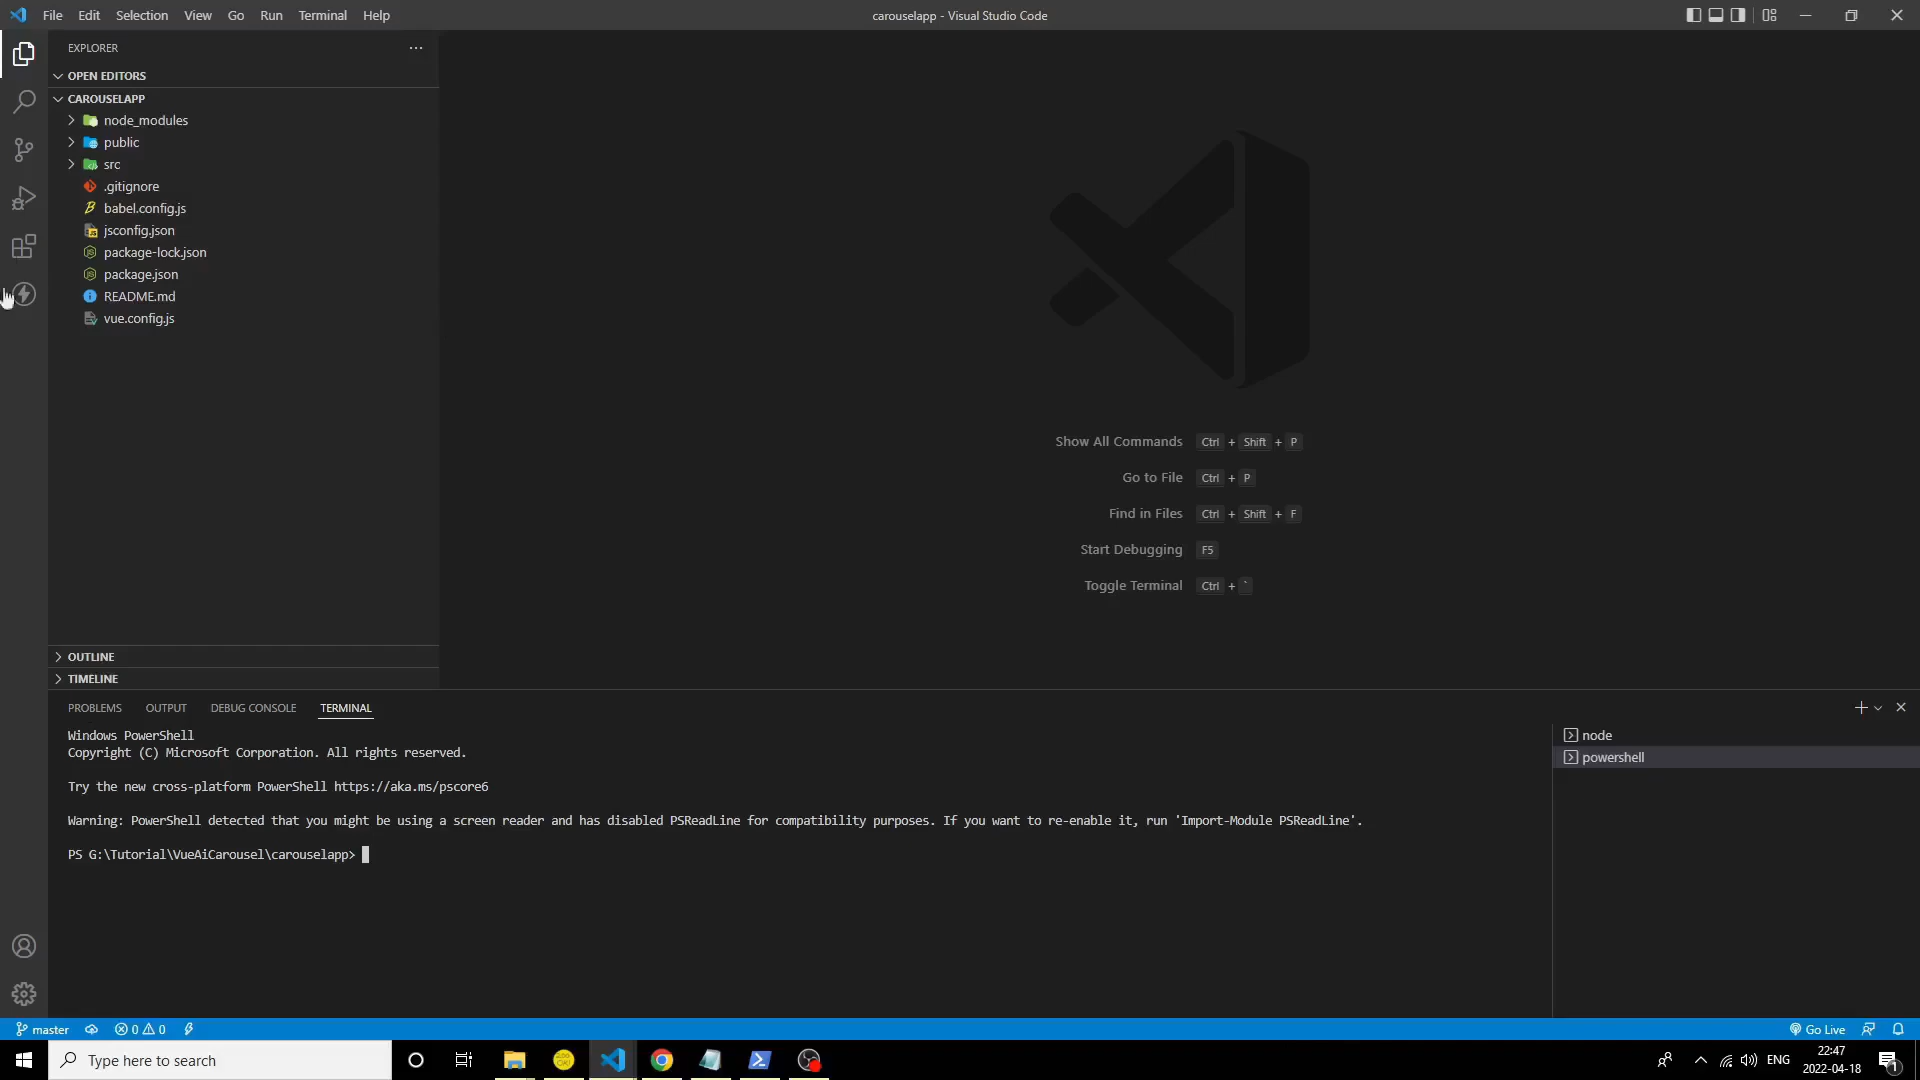 File Edit Selection View Go Run Terminal Help
carouselapp - Visual Studio Code
EXPLORER
OPEN EDITORS
CAROUSELAPP
node_modules
public
src
.gitignore
babel.config.js
jsconfig.json
package-lock.json
package.json
README.md
vue.config.js
Show All Commands Ctrl + Shift + P
Go to File Ctrl + P
Find in Files Ctrl + Shift + F
Start Debugging F5
Toggle Terminal Ctrl + `
OUTLINE
TIMELINE
PROBLEMS OUTPUT DEBUG CONSOLE TERMINAL
Windows PowerShell
Copyright (C) Microsoft Corporation. All rights reserved.
Try the new cross-platform PowerShell https://aka.ms/pscore6
Warning: PowerShell detected that you might be using a screen reader and has disabled PSReadLine for compatibility purposes. If you want to re-enable it, run 'Import-Module PSReadLine'.
PS G:\Tutorial\VueAiCarousel\carouselapp>
node
powershell
master 0 0
Go Live
Type here to search
ENG
22:47
2022-04-18
1